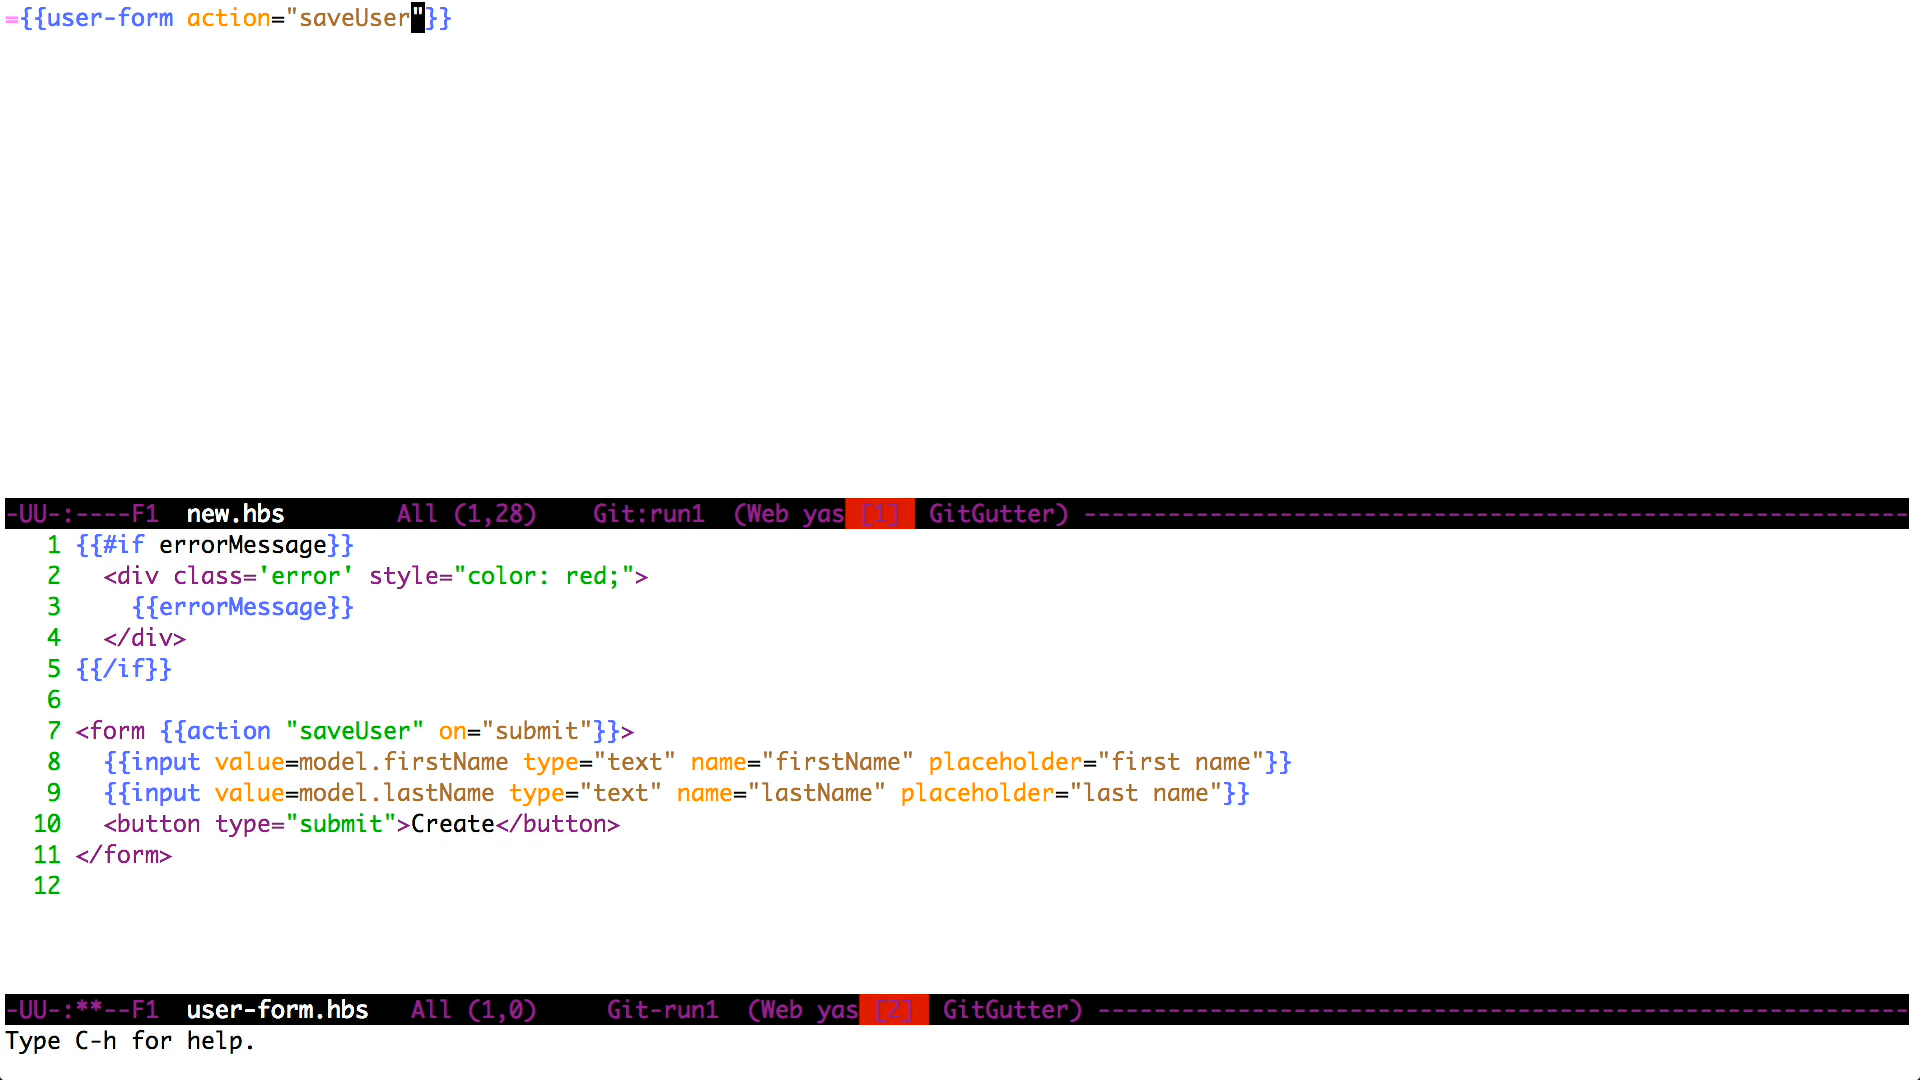 ={{user-form action="saveUser"}}
-UU-:----F1  new.hbs        All (1,28)    Git:run1  (Web yas [1]  GitGutter) -----------------------------------------------------------
1 {{#if errorMessage}}
2   <div class='error' style="color: red;">
3     {{errorMessage}}
4   </div>
5 {{/if}}
6
7 <form {{action "saveUser" on="submit"}}>
8   {{input value=model.firstName type="text" name="firstName" placeholder="first name"}}
9   {{input value=model.lastName type="text" name="lastName" placeholder="last name"}}
10   <button type="submit">Create</button>
11 </form>
12
-UU-:**--F1  user-form.hbs   All (1,0)     Git-run1  (Web yas [2]  GitGutter) ----------------------------------------------------------
Type C-h for help.